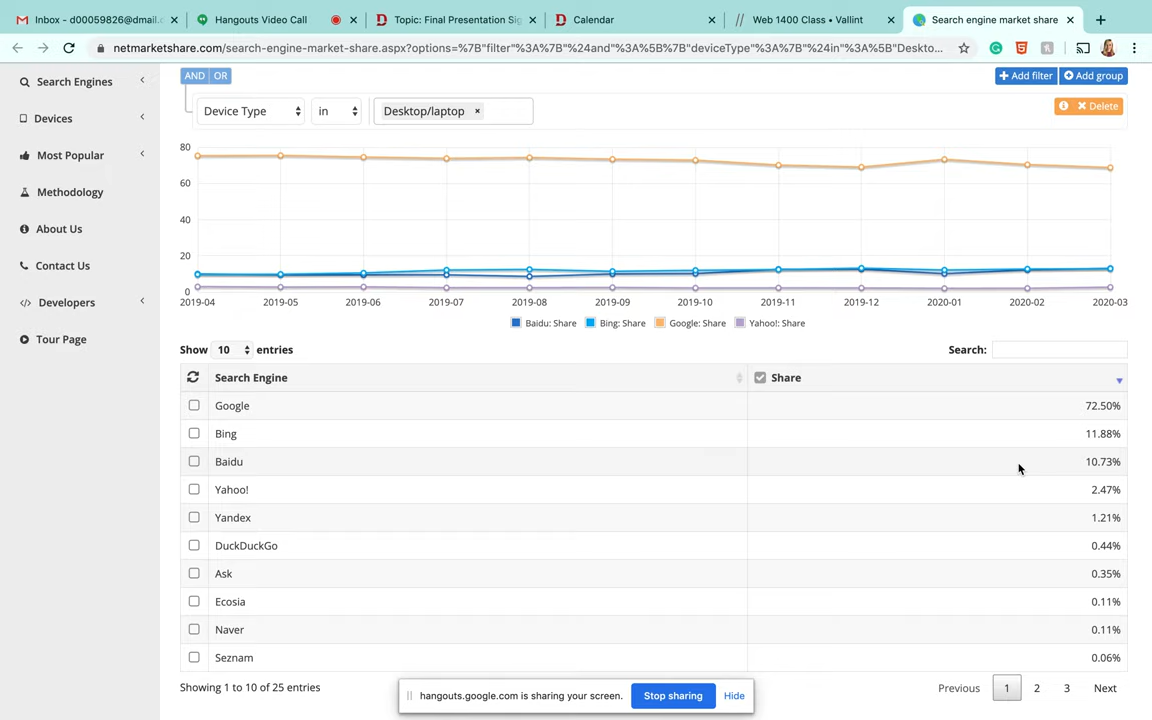 Inbox - d00059826@dmail.
Hangouts Video Call
Topic: Final Presentation Sig
Calendar
Web 1400 Class • Vallint
Search engine market share
netmarketshare.com/search-engine-market-share.aspx?options=%7B"filter"%3A%7B"%24and"%3A%5B%7B"deviceType"%3A%7B"%24in"%3A%5B"Deskto...
Search Engines
Devices
Most Popular
Methodology
About Us
Contact Us
Developers
Tour Page
AND OR
Add filter
Add group
Device Type
in
Desktop/laptop ×
Delete
80
60
40
20
0
2019-04 2019-05 2019-06 2019-07 2019-08 2019-09 2019-10 2019-11 2019-12 2020-01 2020-02 2020-03
Baidu: Share Bing: Share Google: Share Yahoo!: Share
Show 10 entries
Search:
Search Engine Share
Google 72.50%
Bing 11.88%
Baidu 10.73%
Yahoo! 2.47%
Yandex 1.21%
DuckDuckGo 0.44%
Ask 0.35%
Ecosia 0.11%
Naver 0.11%
Seznam 0.06%
Showing 1 to 10 of 25 entries
Previous 1 2 3 Next
hangouts.google.com is sharing your screen. Stop sharing Hide